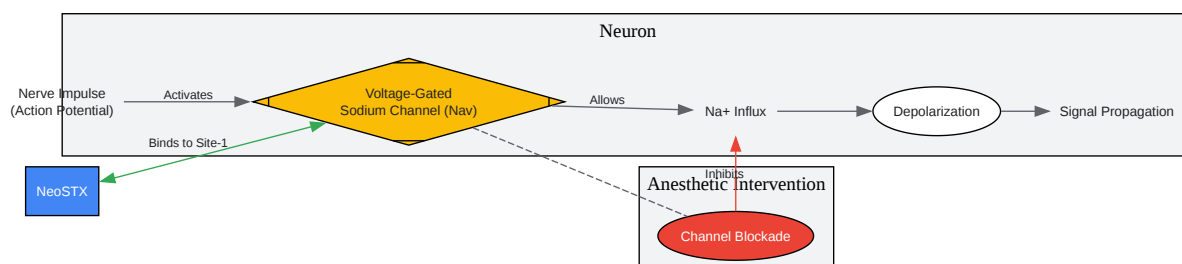 Neuron
Nerve Impulse
(Action Potential)
Activates
Voltage-Gated
Sodium Channel (Nav)
Allows
Na+ Influx
Depolarization
Signal Propagation
Binds to Site-1
NeoSTX
Inhibits
Anesthetic Intervention
Channel Blockade